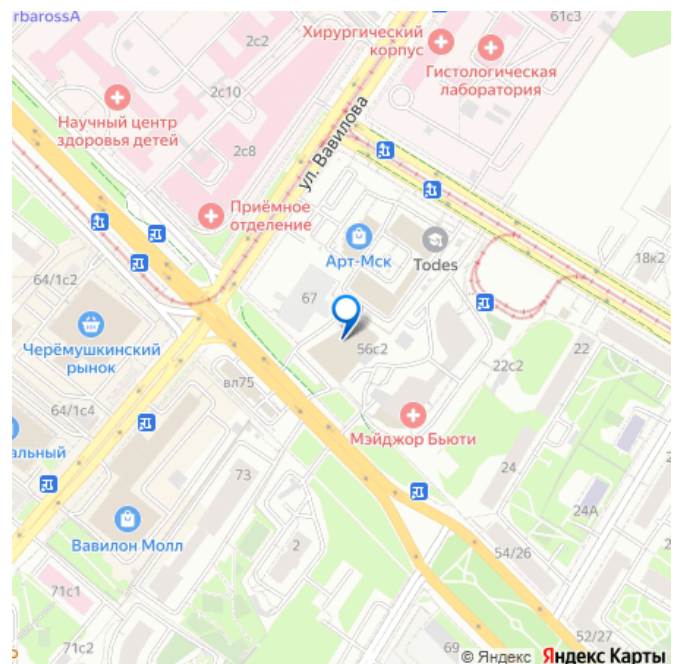 rbarossA
61с3
Хирургический
корпус
2с2
Гистологическая
лаборатория
2с10
Научный центр
здоровья детей
2с8
ул. Вавилова
Приёмное
отделение
Арт-Мск
Todes
18к2
64/1с2
67
Черёмушкинский
рынок
56с2
22
22с2
вл75
64/1с4
Мэйджор Бьюти
альный
24
73
24А
Вавилон Молл
2
54/26
2
71с1
52/27
71с2
69
о
© Яндекс Яндекс Карты